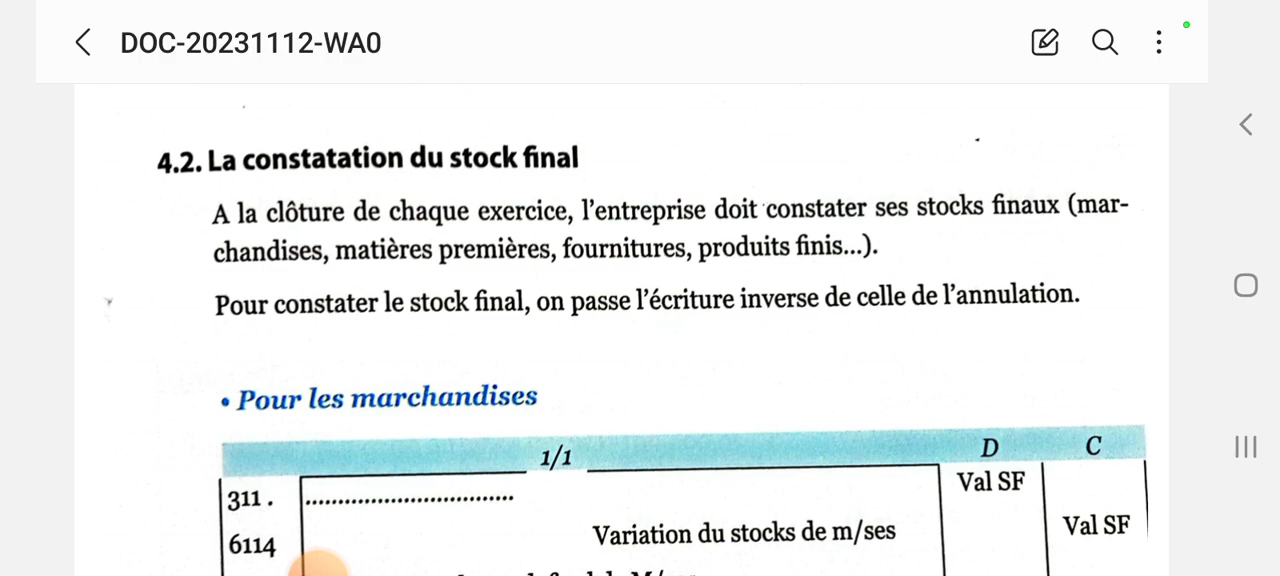 DOC-20231112-WA0
4.2. La constatation du stock final
A la clôture de chaque exercice, l'entreprise doit constater ses stocks finaux (mar-
chandises, matières premières, fournitures, produits finis...).
Pour constater le stock final, on passe l'écriture inverse de celle de l'annulation.
• Pour les marchandises
1/1 D C
311 . ................................ Val SF
6114 Variation du stocks de m/ses Val SF